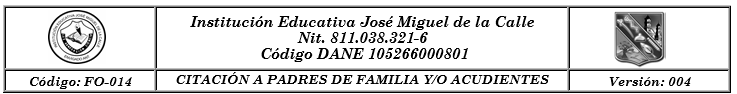 Institución Educativa José Miguel de la Calle
Nit. 811.038.321-6
Código DANE 105266000801
Código: FO-014
CITACIÓN A PADRES DE FAMILIA Y/O ACUDIENTES
Versión: 004